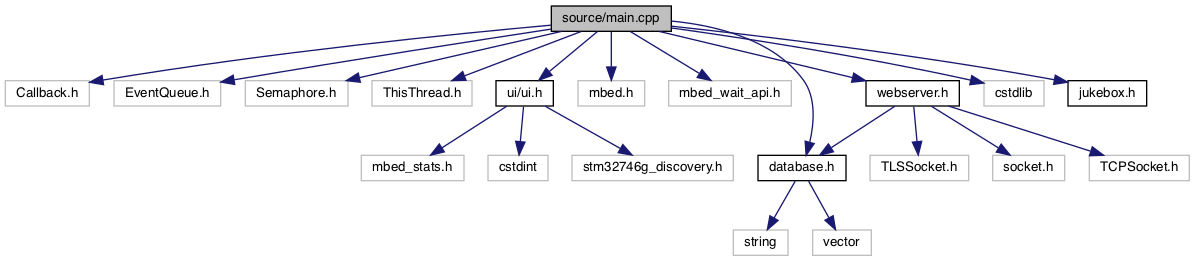 source/main.cpp
Callback.h
EventQueue.h
Semaphore.h
ThisThread.h
ui/ui.h
mbed.h
mbed_wait_api.h
webserver.h
cstdlib
jukebox.h
mbed_stats.h
cstdint
stm32746g_discovery.h
database.h
TLSSocket.h
socket.h
TCPSocket.h
string
vector